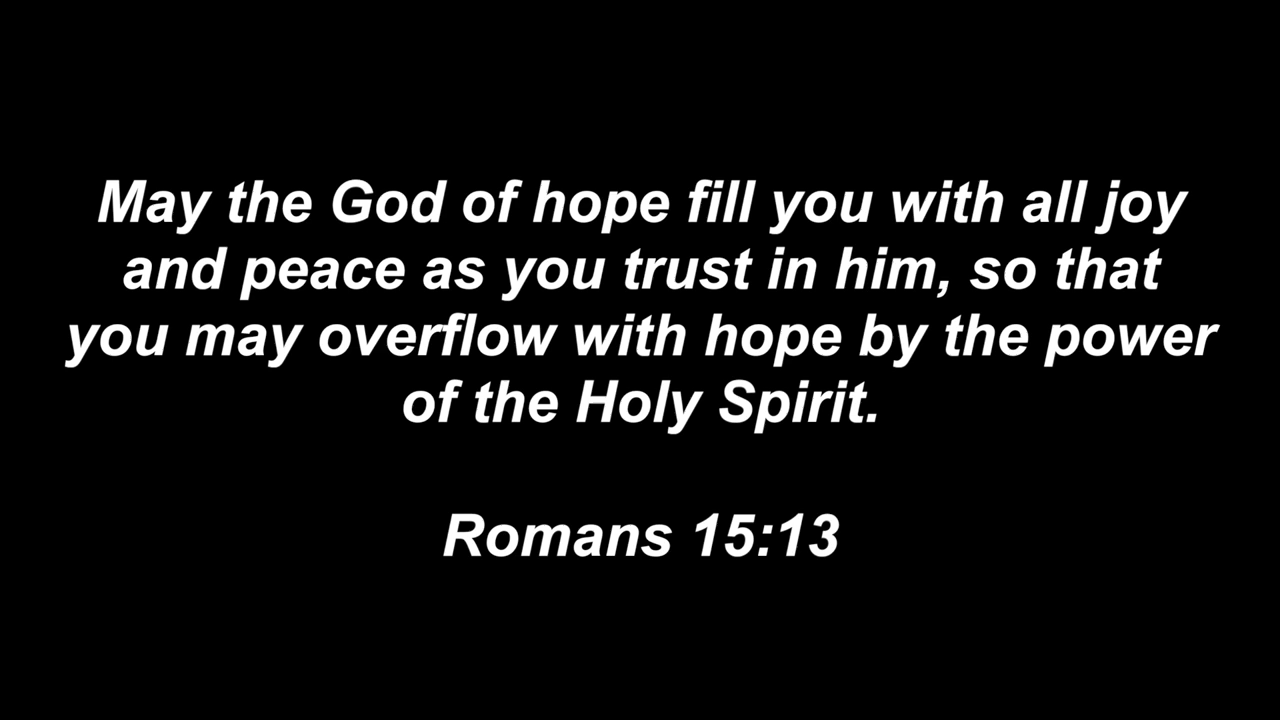 May the God of hope fill you with all joy
and peace as you trust in him, so that
you may overflow with hope by the power
of the Holy Spirit.
Romans 15:13